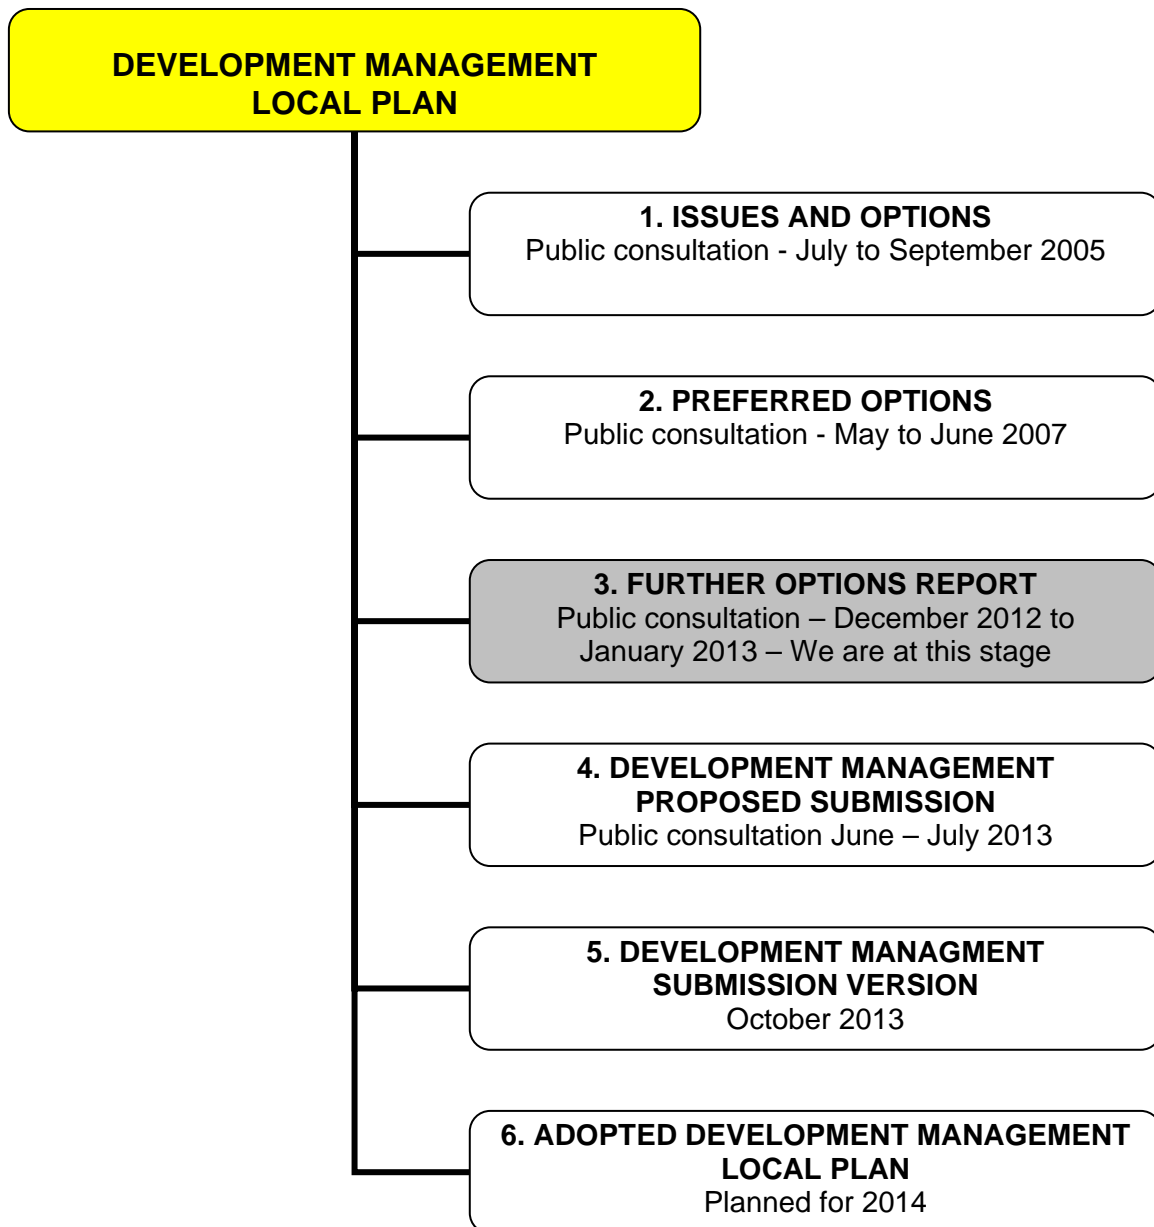 DEVELOPMENT MANAGEMENT
LOCAL PLAN
1. ISSUES AND OPTIONS
Public consultation - July to September 2005
2. PREFERRED OPTIONS
Public consultation - May to June 2007
3. FURTHER OPTIONS REPORT
Public consultation – December 2012 to
January 2013 – We are at this stage
4. DEVELOPMENT MANAGEMENT
PROPOSED SUBMISSION
Public consultation June – July 2013
5. DEVELOPMENT MANAGMENT
SUBMISSION VERSION
October 2013
6. ADOPTED DEVELOPMENT MANAGEMENT
LOCAL PLAN
Planned for 2014